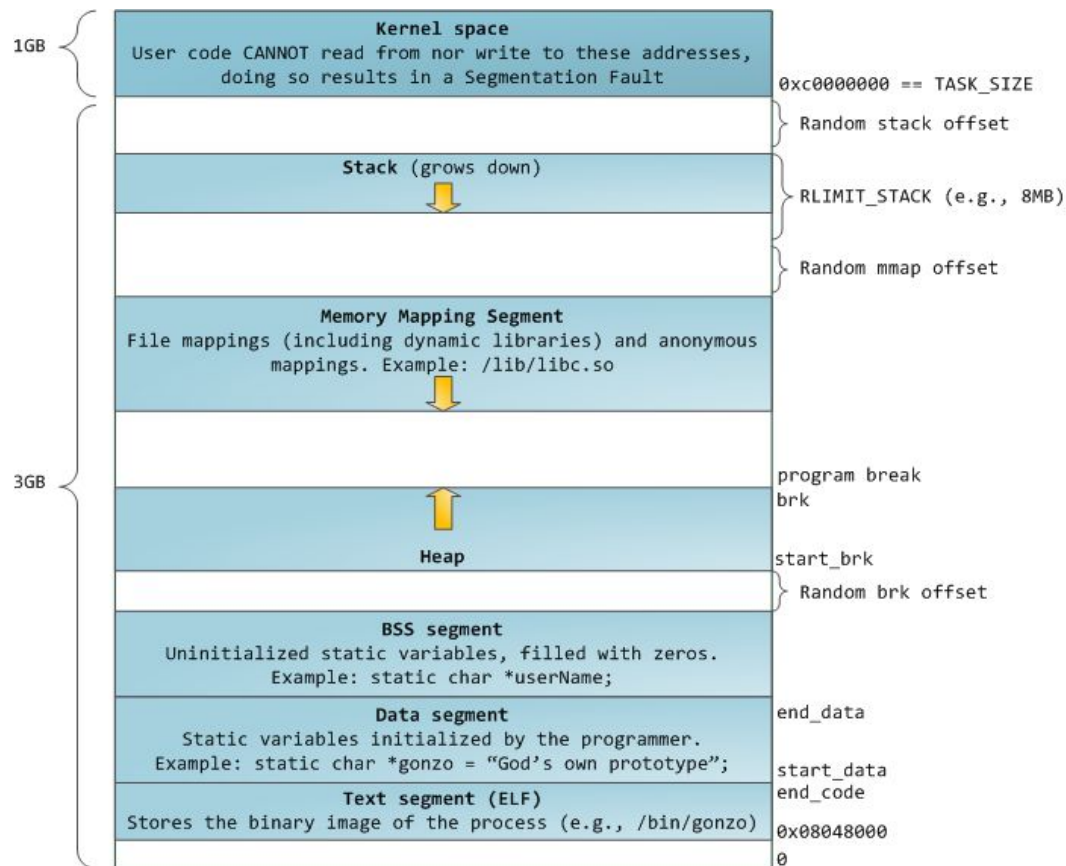 1GB
Kernel space
User code CANNOT read from nor write to these addresses,
doing so results in a Segmentation Fault
0xc0000000 == TASK_SIZE
Random stack offset
Stack (grows down)
RLIMIT_STACK (e.g., 8MB)
Random mmap offset
Memory Mapping Segment
File mappings (including dynamic libraries) and anonymous
mappings. Example: /lib/libc.so
3GB
program break
brk
Heap
start_brk
Random brk offset
BSS segment
Uninitialized static variables, filled with zeros.
Example: static char *userName;
Data segment
end_data
Static variables initialized by the programmer.
Example: static char *gonzo = “God’s own prototype”;
start_data
end_code
Text segment (ELF)
Stores the binary image of the process (e.g., /bin/gonzo)
0x08048000
0